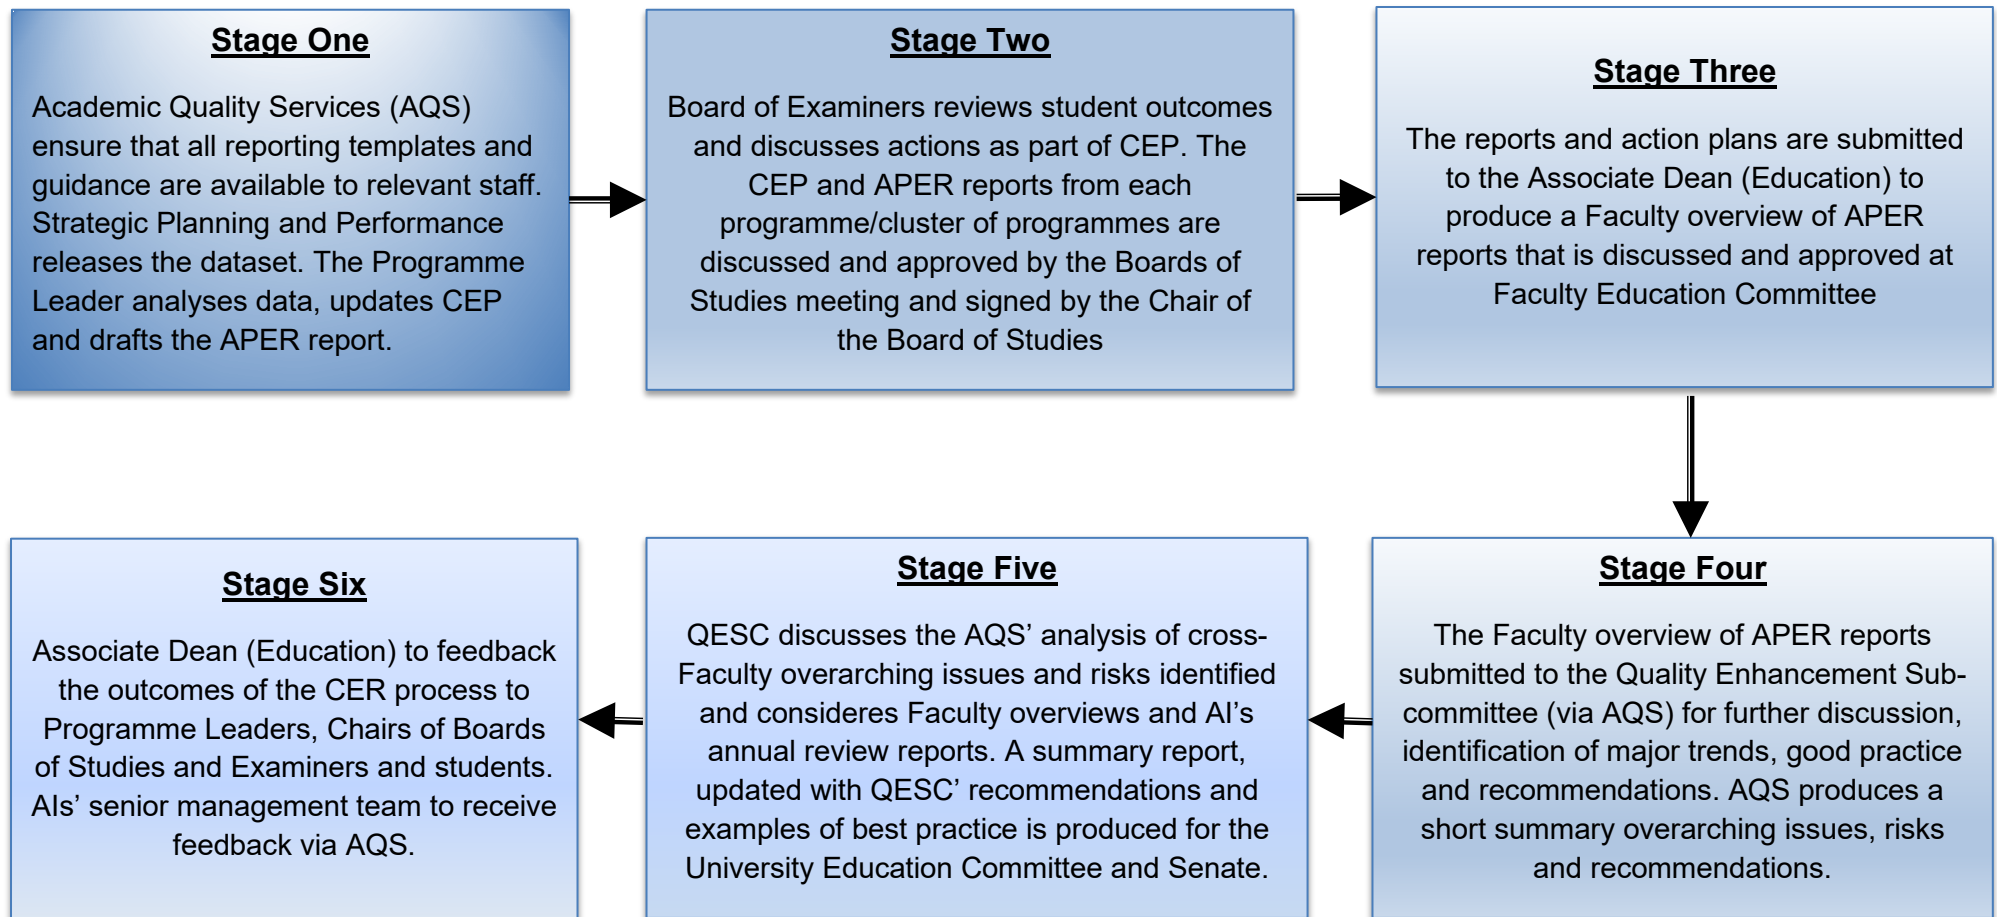 Stage One
Academic Quality Services (AQS)
ensure that all reporting templates and
guidance are available to relevant staff.
Strategic Planning and Performance
releases the dataset. The Programme
Leader analyses data, updates CEP
and drafts the APER report.
Stage Two
Board of Examiners reviews student outcomes
and discusses actions as part of CEP. The
CEP and APER reports from each
programme/cluster of programmes are
discussed and approved by the Boards of
Studies meeting and signed by the Chair of
the Board of Studies
Stage Three
The reports and action plans are submitted
to the Associate Dean (Education) to
produce a Faculty overview of APER
reports that is discussed and approved at
Faculty Education Committee
Stage Four
The Faculty overview of APER reports
submitted to the Quality Enhancement Sub-
committee (via AQS) for further discussion,
identification of major trends, good practice
and recommendations. AQS produces a
short summary overarching issues, risks
and recommendations.
Stage Five
QESC discusses the AQS’ analysis of cross-
Faculty overarching issues and risks identified
and consideres Faculty overviews and AI’s
annual review reports. A summary report,
updated with QESC’ recommendations and
examples of best practice is produced for the
University Education Committee and Senate.
Stage Six
Associate Dean (Education) to feedback
the outcomes of the CER process to
Programme Leaders, Chairs of Boards
of Studies and Examiners and students.
AIs’ senior management team to receive
feedback via AQS.